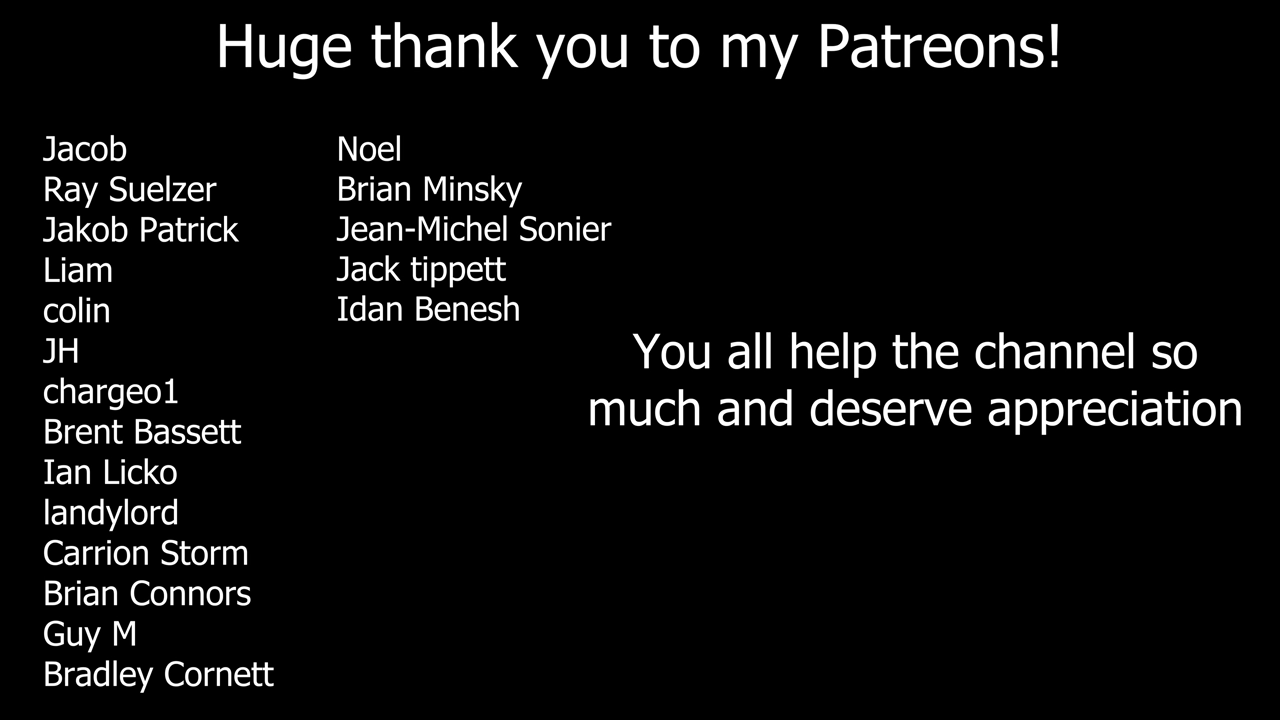 Huge thank you to my Patreons!
Jacob
Ray Suelzer
Jakob Patrick
Liam
colin
JH
chargeo1
Brent Bassett
Ian Licko
landylord
Carrion Storm
Brian Connors
Guy M
Bradley Cornett
Noel
Brian Minsky
Jean-Michel Sonier
Jack tippett
Idan Benesh
You all help the channel so
much and deserve appreciation